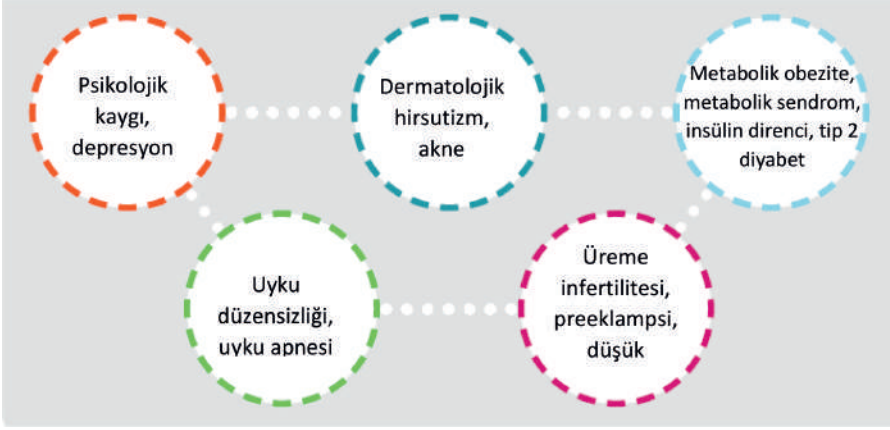 Psikolojik
kaygı,
depresyon
Dermatolojik
hirsutizm,
akne
Metabolik obezite,
metabolik sendrom,
insülin direnci, tip 2
diyabet
Uyku
düzensizliği,
uyku apnesi
Üreme
infertilitesi,
preeklampsi,
düşük